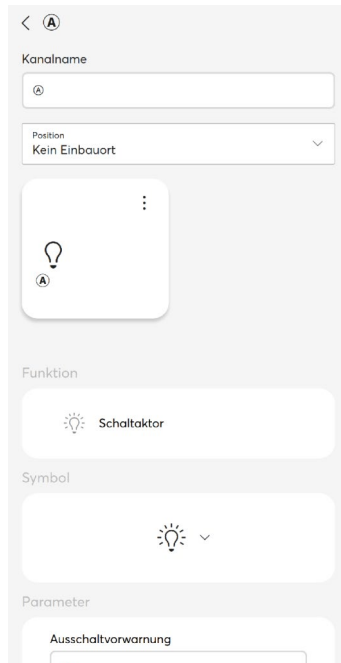 Ⓐ
Kanalname
Ⓐ
Position
Kein Einbauort
Ⓐ
Funktion
Schaltaktor
Symbol
Parameter
Ausschaltvorwarnung